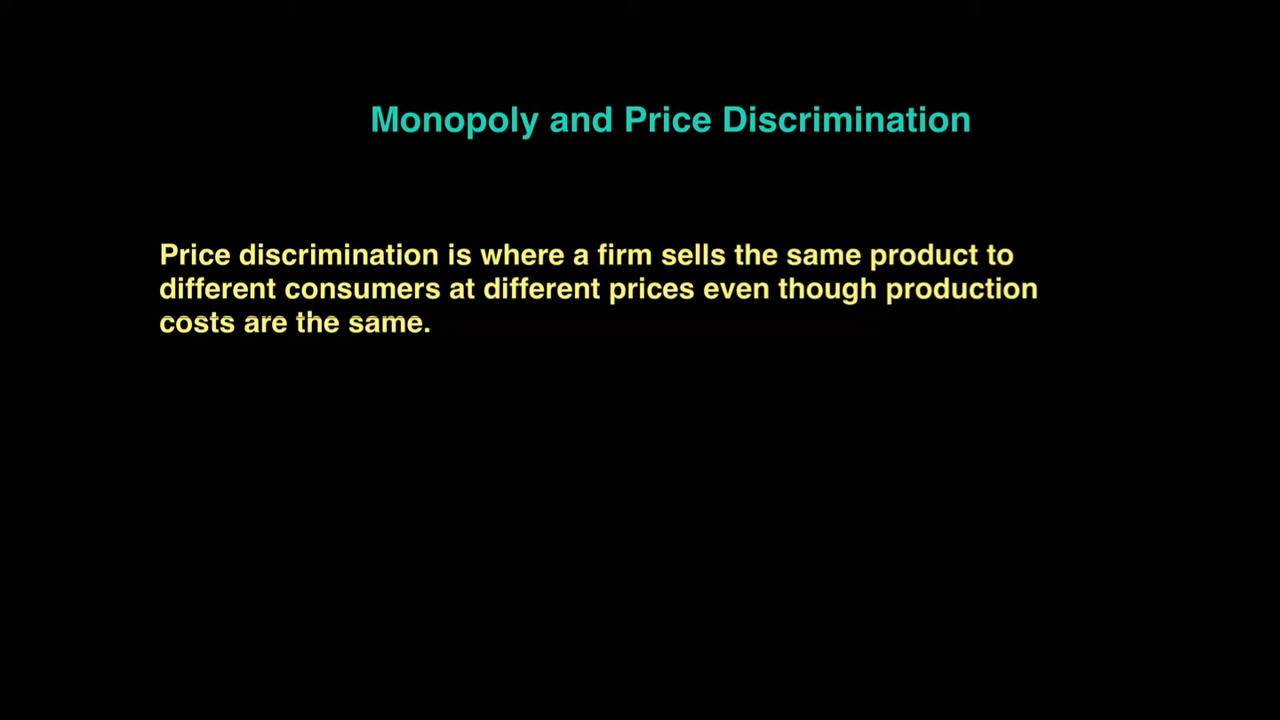 Monopoly and Price Discrimination
Price discrimination is where a firm sells the same product to
different consumers at different prices even though production
costs are the same.